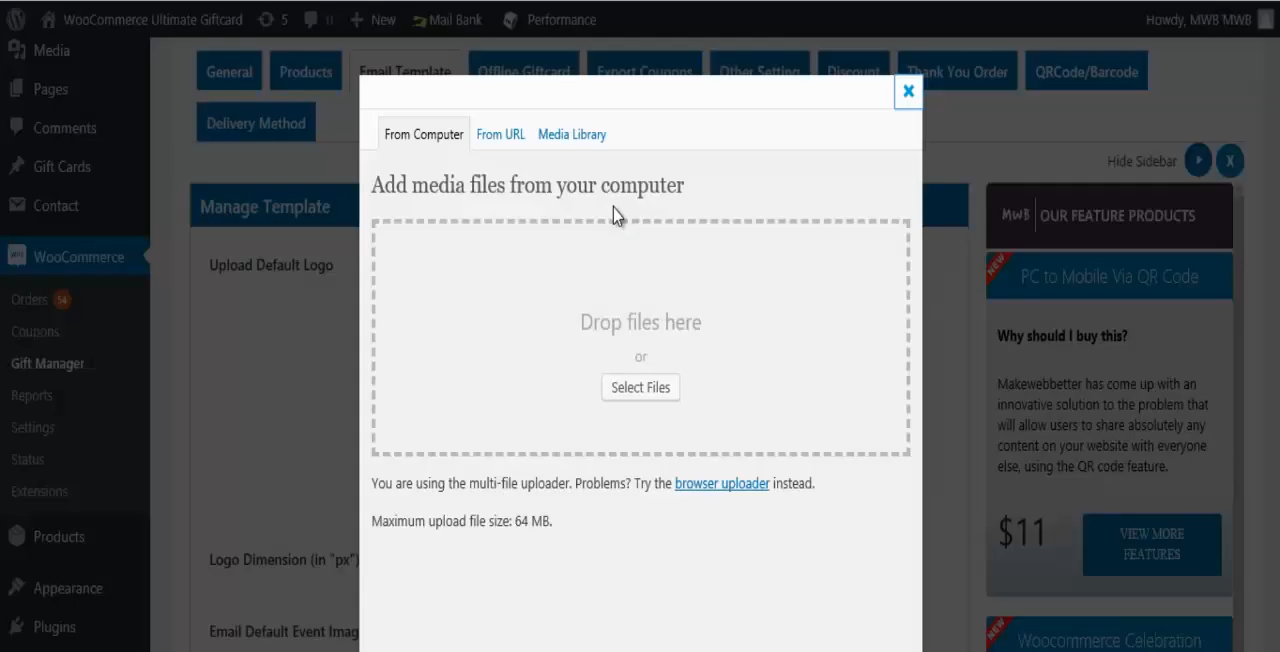 WooCommerce Ultimate Giftcard 5 0 New Mail Bank Performance Howdy, MWB MWB
Media
Pages
Comments
Gift Cards
Contact
WooCommerce
Orders 54
Coupons
Gift Manager
Reports
Settings
Status
Extensions
Products
Appearance
Plugins
General Products Email Template Offline Giftcard Export Coupons Other Setting Discount Thank You Order QRCode/Barcode
Delivery Method
Hide Sidebar X
Manage Template
Upload Default Logo
Logo Dimension (in "px")
Email Default Event Imag
From Computer From URL Media Library
Add media files from your computer
Drop files here
or
Select Files
You are using the multi-file uploader. Problems? Try the browser uploader instead.
Maximum upload file size: 64 MB.
MWB OUR FEATURE PRODUCTS
NEW
PC to Mobile Via QR Code
Why should I buy this?
Makewebbetter has come up with an
innovative solution to the problem that
will allow users to share absolutely any
content on your website with everyone
else, using the QR code feature.
$11
VIEW MORE
FEATURES
NEW
Woocommerce Celebration